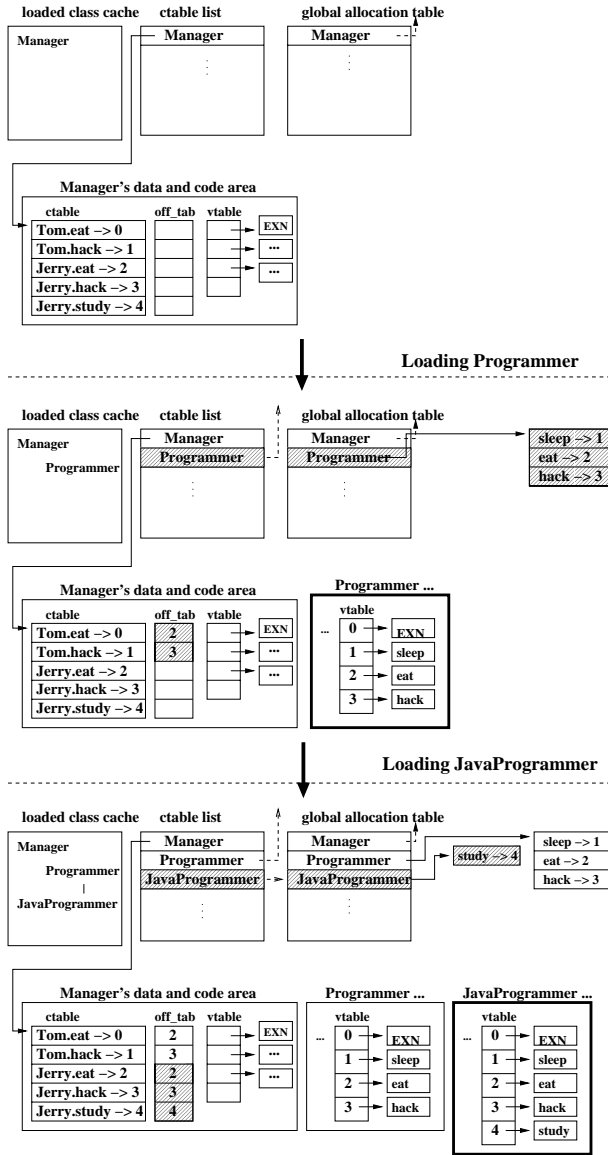 loaded class cache ctable list global allocation table
Manager Manager Manager
Manager's data and code area
ctable off_tab vtable
Tom.eat −> 0 EXN
Tom.hack −> 1 ...
Jerry.eat −> 2 ...
Jerry.hack −> 3
Jerry.study −> 4
Loading Programmer
loaded class cache ctable list global allocation table
Manager Manager Manager sleep −> 1
Programmer Programmer Programmer eat −> 2
hack −> 3
Manager's data and code area Programmer ...
ctable off_tab vtable vtable
Tom.eat −> 0 2 EXN ... 0 EXN
Tom.hack −> 1 3 ... 1 sleep
Jerry.eat −> 2 ... 2 eat
Jerry.hack −> 3 3 hack
Jerry.study −> 4
Loading JavaProgrammer
loaded class cache ctable list global allocation table
Manager Manager Manager sleep −> 1
Programmer Programmer Programmer study −> 4 eat −> 2
JavaProgrammer JavaProgrammer JavaProgrammer hack −> 3
Manager's data and code area Programmer ... JavaProgrammer ...
ctable off_tab vtable vtable vtable
Tom.eat −> 0 2 EXN ... 0 EXN ... 0 EXN
Tom.hack −> 1 3 ... 1 sleep 1 sleep
Jerry.eat −> 2 2 ... 2 eat 2 eat
Jerry.hack −> 3 3 3 hack 3 hack
Jerry.study −> 4 4 4 study